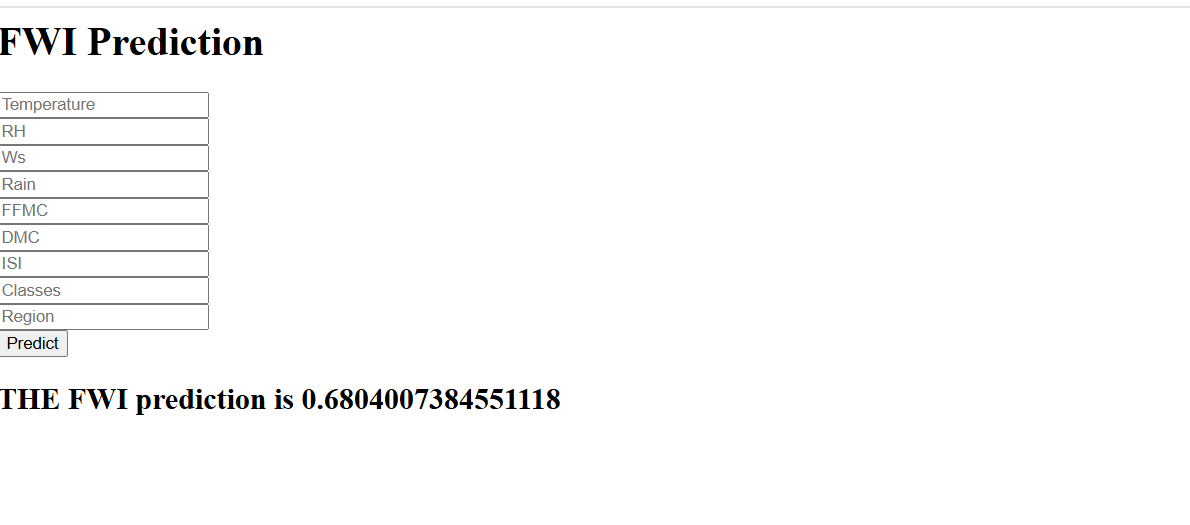 FWI Prediction
Temperature
RH
Ws
Rain
FFMC
DMC
ISI
Classes
Region
Predict
THE FWI prediction is 0.6804007384551118